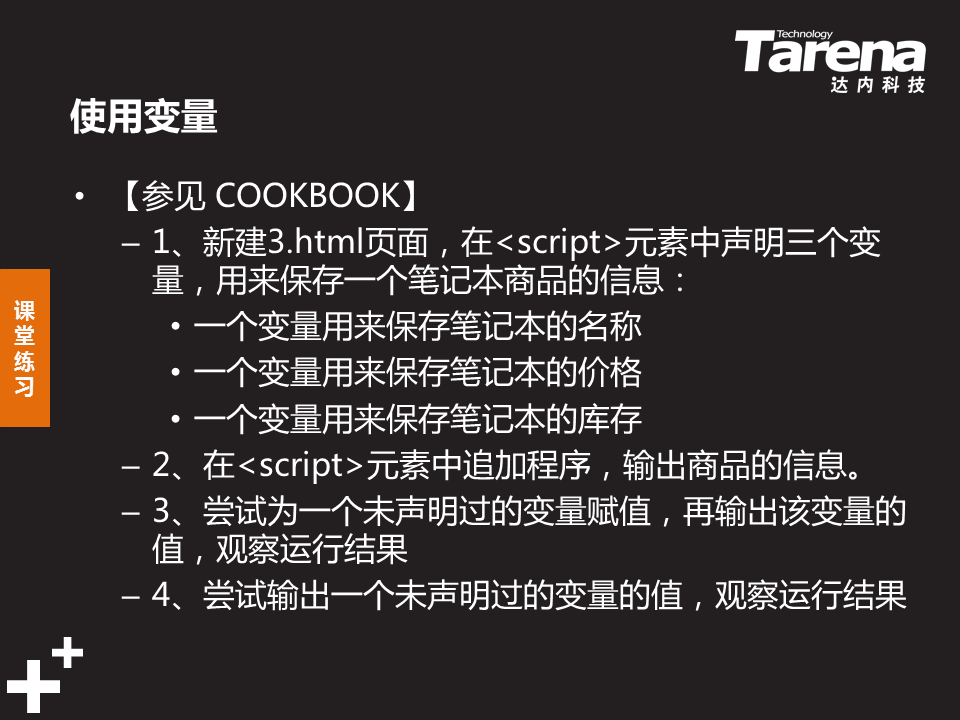 Technology
Tarena
达内科技
使用变量
• 【参见 COOKBOOK】
– 1、新建3.html页面，在<script>元素中声明三个变
量，用来保存一个笔记本商品的信息：
• 一个变量用来保存笔记本的名称
• 一个变量用来保存笔记本的价格
• 一个变量用来保存笔记本的库存
– 2、在<script>元素中追加程序，输出商品的信息。
– 3、尝试为一个未声明过的变量赋值，再输出该变量的
值，观察运行结果
– 4、尝试输出一个未声明过的变量的值，观察运行结果
课
堂
练
习